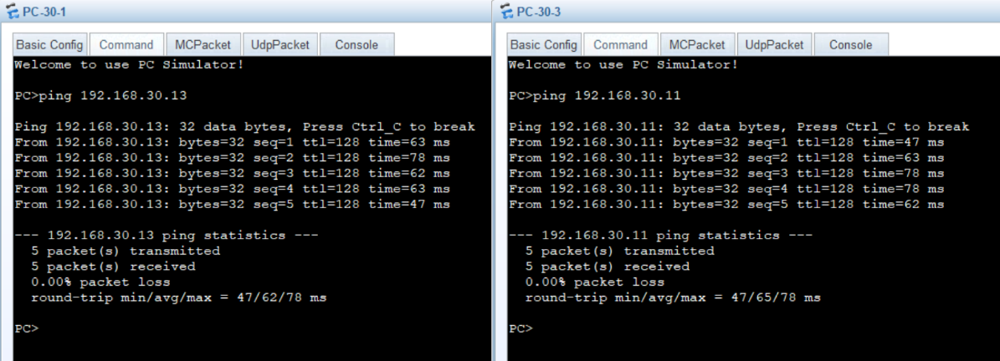 PC-30-1
Basic Config Command MCPacket UdpPacket Console
Welcome to use PC Simulator!
PC>ping 192.168.30.13
Ping 192.168.30.13: 32 data bytes, Press Ctrl_C to break
From 192.168.30.13: bytes=32 seq=1 ttl=128 time=63 ms
From 192.168.30.13: bytes=32 seq=2 ttl=128 time=78 ms
From 192.168.30.13: bytes=32 seq=3 ttl=128 time=62 ms
From 192.168.30.13: bytes=32 seq=4 ttl=128 time=63 ms
From 192.168.30.13: bytes=32 seq=5 ttl=128 time=47 ms
--- 192.168.30.13 ping statistics ---
5 packet(s) transmitted
5 packet(s) received
0.00% packet loss
round-trip min/avg/max = 47/62/78 ms
PC>
PC-30-3
Basic Config Command MCPacket UdpPacket Console
Welcome to use PC Simulator!
PC>ping 192.168.30.11
Ping 192.168.30.11: 32 data bytes, Press Ctrl_C to break
From 192.168.30.11: bytes=32 seq=1 ttl=128 time=47 ms
From 192.168.30.11: bytes=32 seq=2 ttl=128 time=63 ms
From 192.168.30.11: bytes=32 seq=3 ttl=128 time=78 ms
From 192.168.30.11: bytes=32 seq=4 ttl=128 time=78 ms
From 192.168.30.11: bytes=32 seq=5 ttl=128 time=62 ms
--- 192.168.30.11 ping statistics ---
5 packet(s) transmitted
5 packet(s) received
0.00% packet loss
round-trip min/avg/max = 47/65/78 ms
PC>